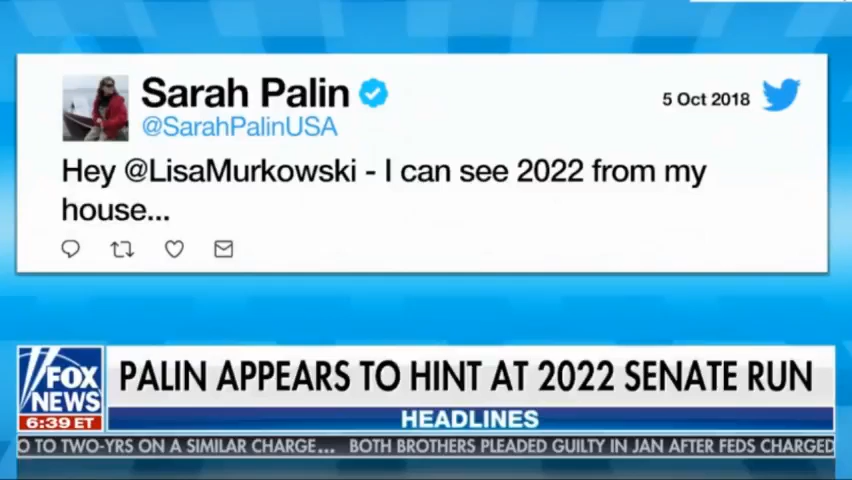 Sarah Palin
5 Oct 2018
@SarahPalinUSA
Hey @LisaMurkowski - I can see 2022 from my
house...
FOX
NEWS
6:39 ET
PALIN APPEARS TO HINT AT 2022 SENATE RUN
HEADLINES
O TO TWO-YRS ON A SIMILAR CHARGE... BOTH BROTHERS PLEADED GUILTY IN JAN AFTER FEDS CHARGED